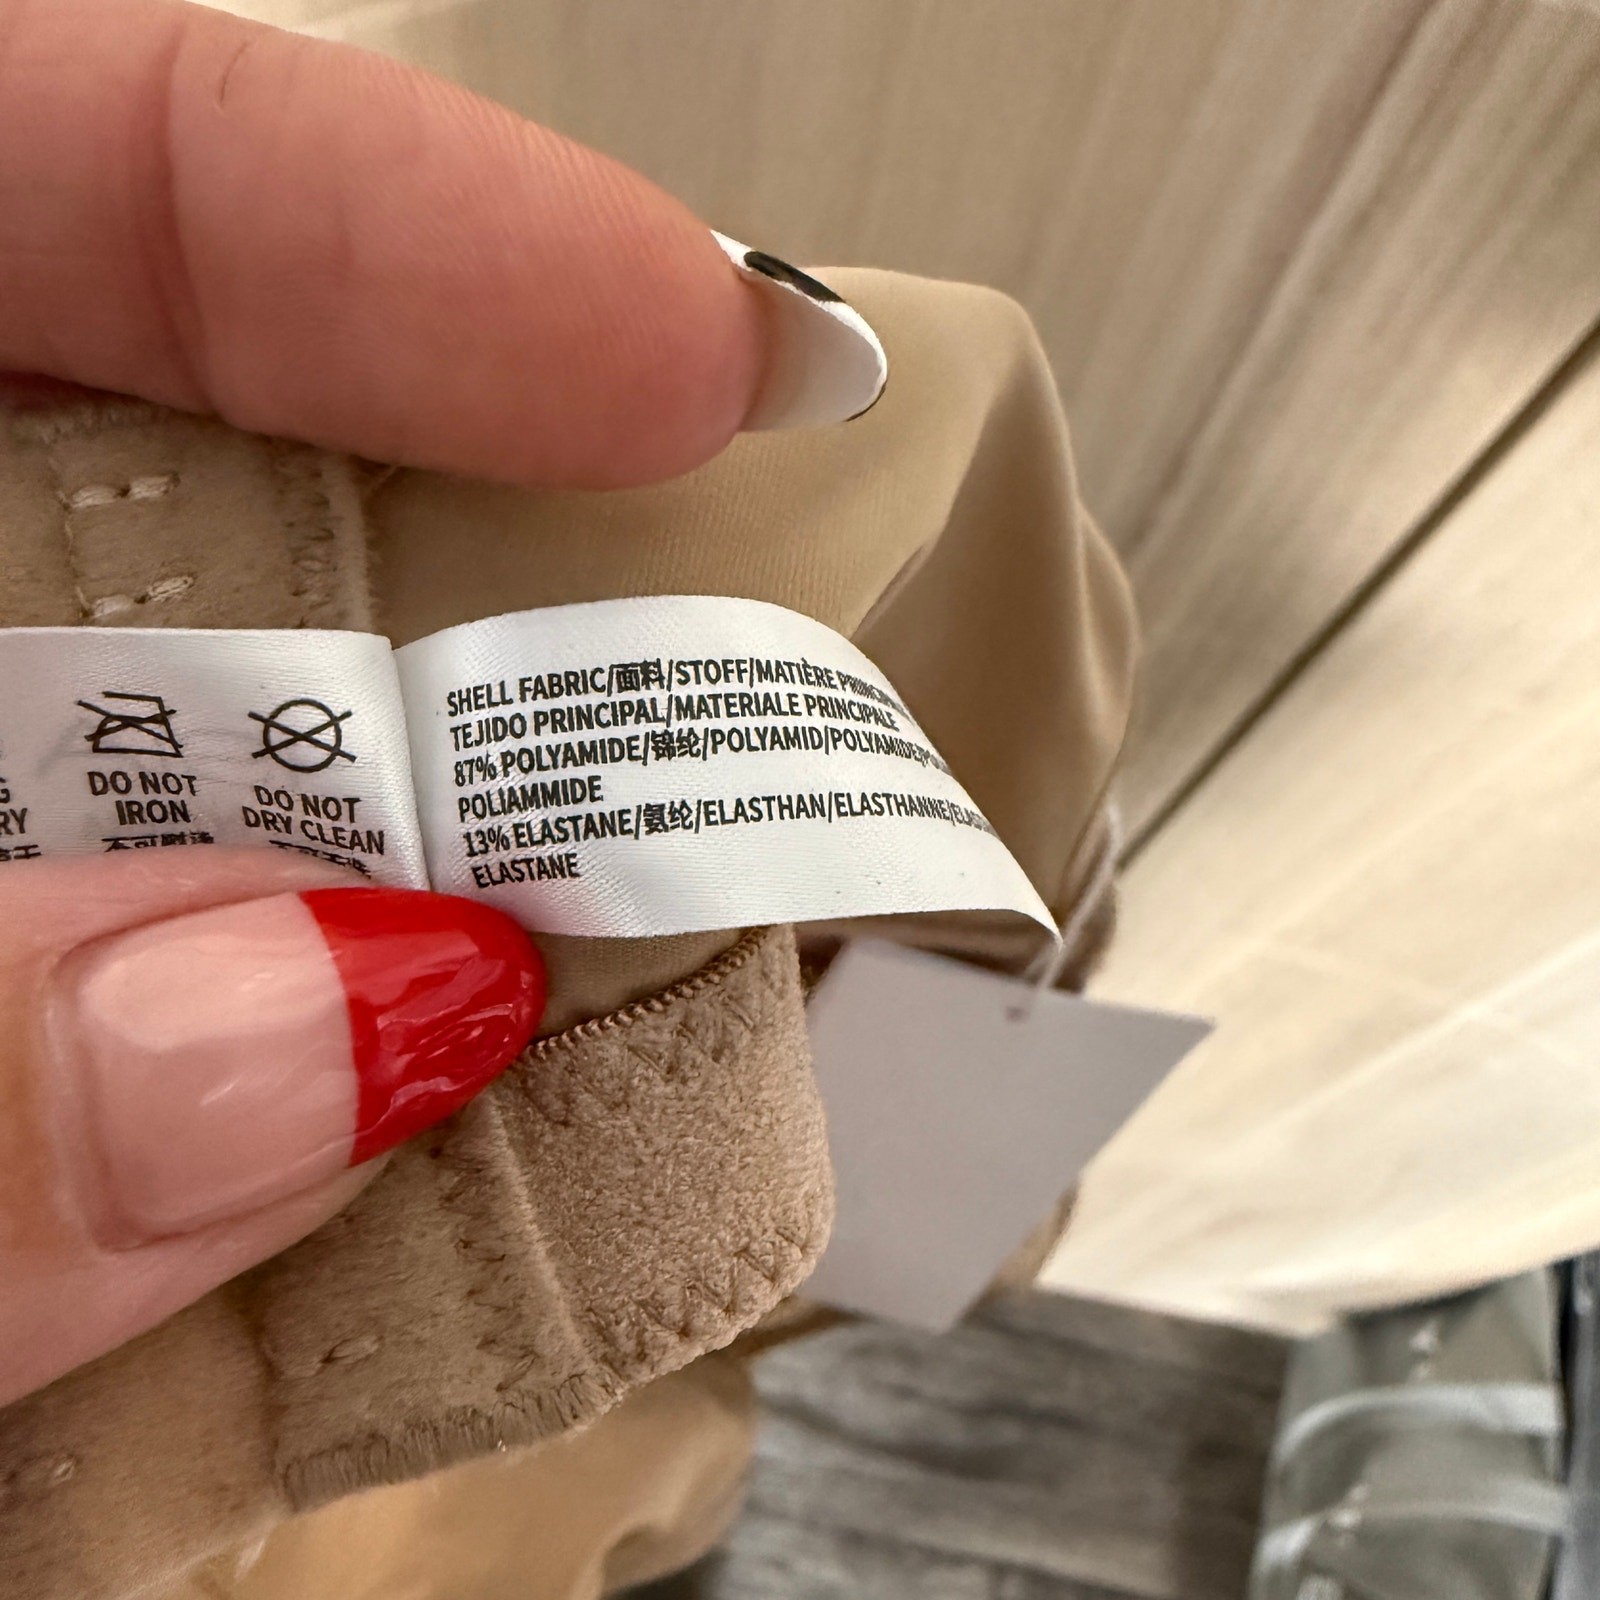 DO NOT
IRON
DO NOT
DRY CLEAN
SHELL FABRIC/面料/STOFF/MATIÈRE
TEJIDO PRINCIPAL/MATERIALE PRINCIPALE
87% POLYAMIDE/锦纶/POLYAMID/POLYAMIDE/
POLIAMMIDE
13% ELASTANE/氨纶/ELASTHAN/ELASTHANNE/
ELASTANE